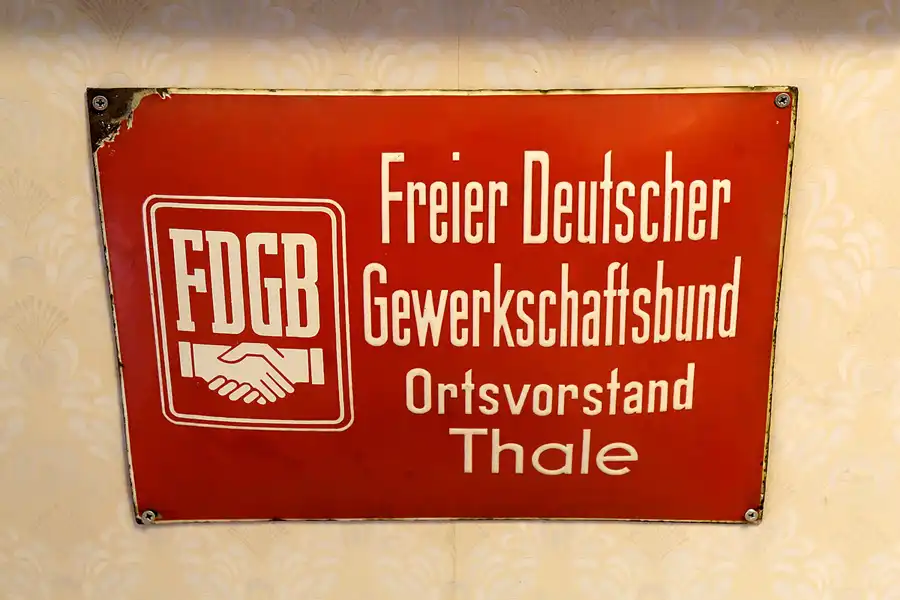 FDGB
Freier Deutscher
Gewerkschaftsbund
Ortsvorstand
Thale